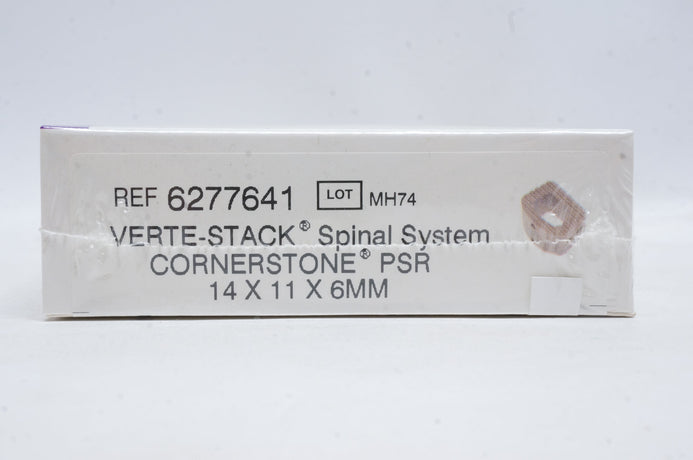 REF 6277641 LOT MH74
VERTE-STACK® Spinal System
CORNERSTONE® PSR
14 X 11 X 6MM